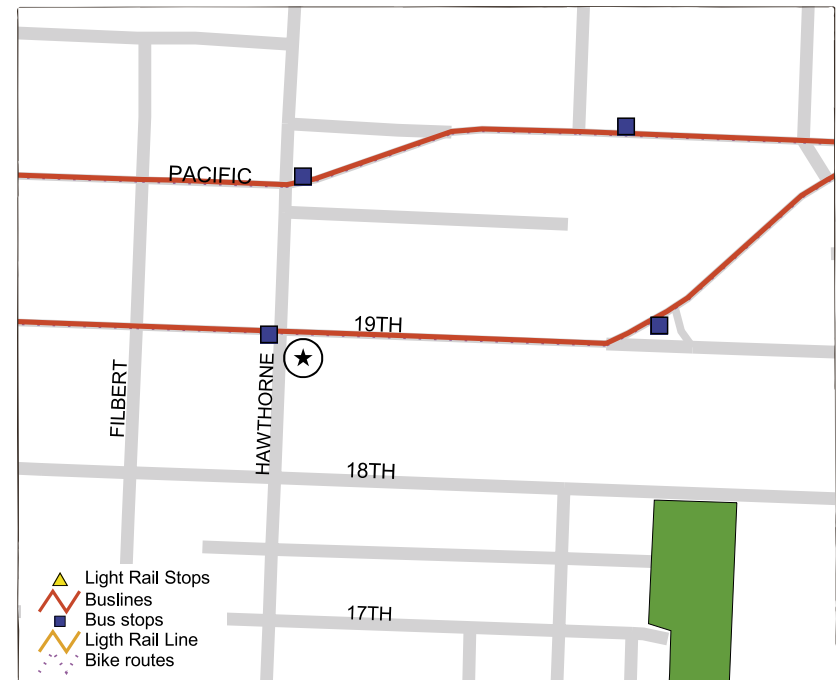 PACIFIC
19TH
FILBERT
HAWTHORNE
18TH
17TH
Light Rail Stops
Buslines
Bus stops
Ligth Rail Line
Bike routes